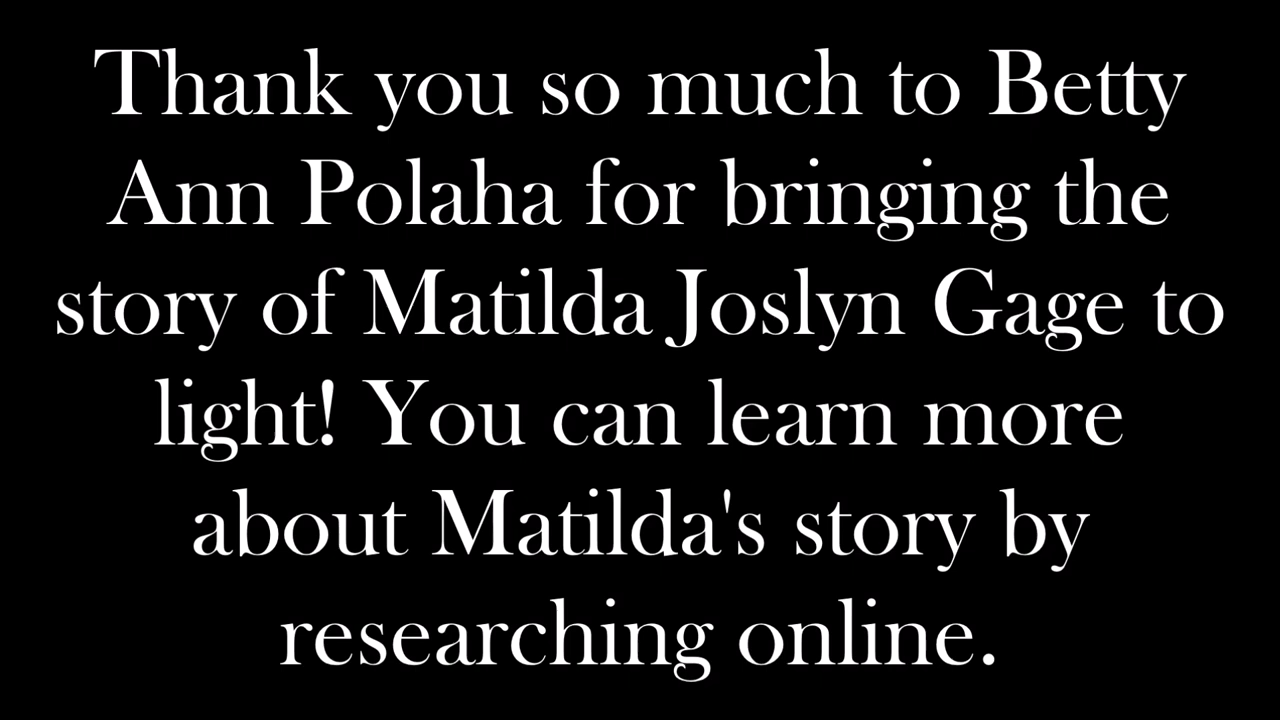 Thank you so much to Betty
Ann Polaha for bringing the
story of Matilda Joslyn Gage to
light! You can learn more
about Matilda's story by
researching online.